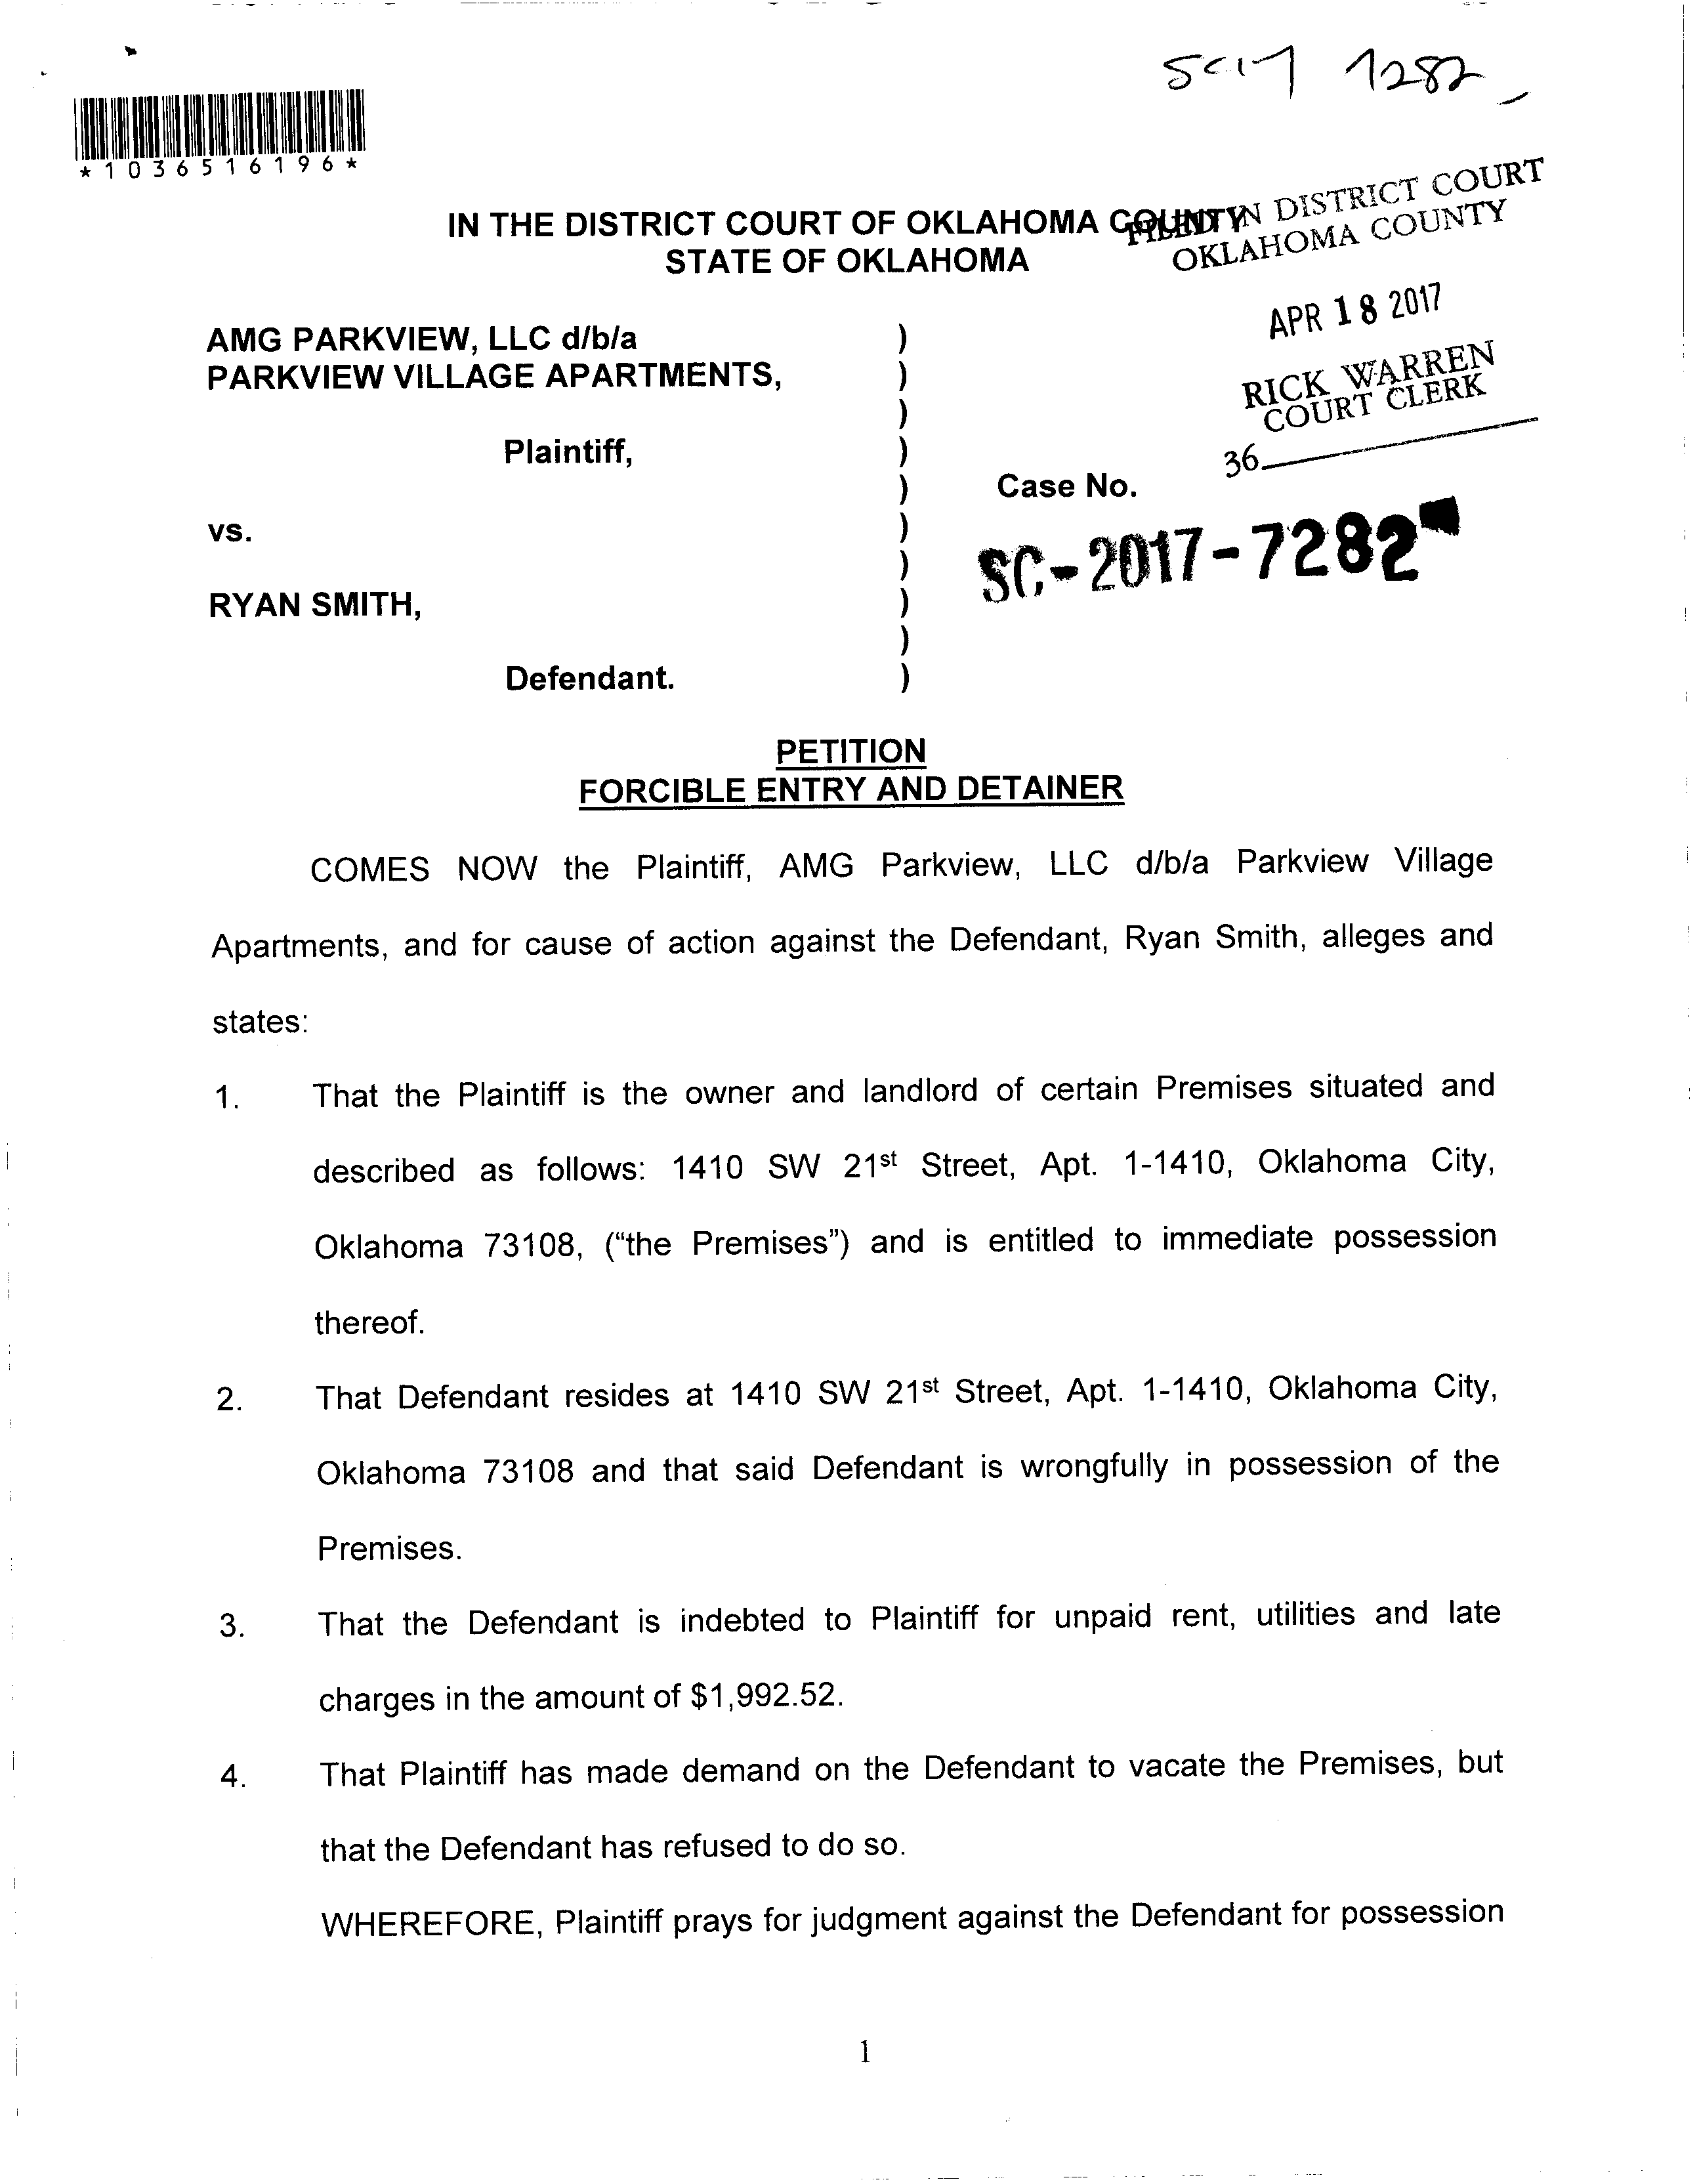 SC17 7282
*1036516196*
IN THE DISTRICT COURT OF OKLAHOMA COUNTY
STATE OF OKLAHOMA
FILED IN DISTRICT COURT
OKLAHOMA COUNTY
APR 18 2017
RICK WARREN
COURT CLERK
36
AMG PARKVIEW, LLC d/b/a )
PARKVIEW VILLAGE APARTMENTS, )
)
Plaintiff, )
) Case No.
vs. )
) SC-2017-7282
RYAN SMITH, )
)
Defendant. )
PETITION
FORCIBLE ENTRY AND DETAINER
COMES NOW the Plaintiff, AMG Parkview, LLC d/b/a Parkview Village
Apartments, and for cause of action against the Defendant, Ryan Smith, alleges and
states:
1. That the Plaintiff is the owner and landlord of certain Premises situated and
described as follows: 1410 SW 21st Street, Apt. 1-1410, Oklahoma City,
Oklahoma 73108, (“the Premises”) and is entitled to immediate possession
thereof.
2. That Defendant resides at 1410 SW 21st Street, Apt. 1-1410, Oklahoma City,
Oklahoma 73108 and that said Defendant is wrongfully in possession of the
Premises.
3. That the Defendant is indebted to Plaintiff for unpaid rent, utilities and late
charges in the amount of $1,992.52.
4. That Plaintiff has made demand on the Defendant to vacate the Premises, but
that the Defendant has refused to do so.
WHEREFORE, Plaintiff prays for judgment against the Defendant for possession
1